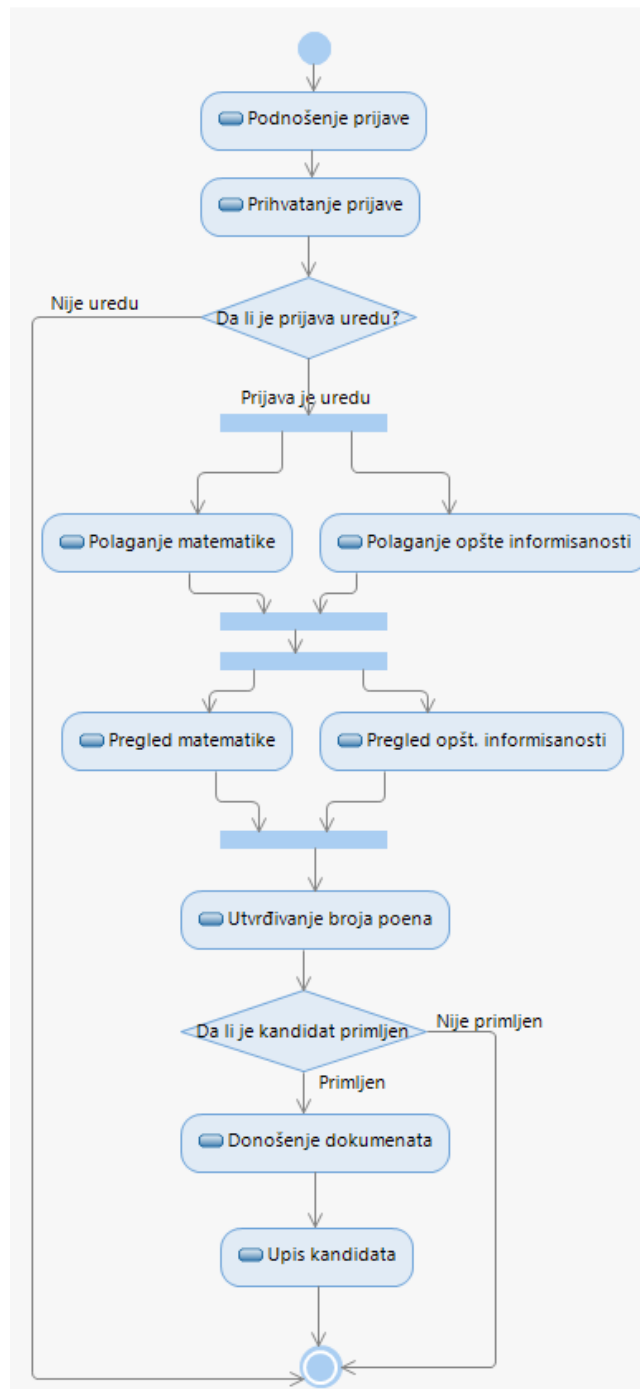 Podnošenje prijave
Prihvatanje prijave
Nije uredu
Da li je prijava uredu?
Prijava je uredu
Polaganje matematike
Polaganje opšte informisanosti
Pregled matematike
Pregled opšt. informisanosti
Utvrđivanje broja poena
Da li je kandidat primljen
Nije primljen
Primljen
Donošenje dokumenata
Upis kandidata